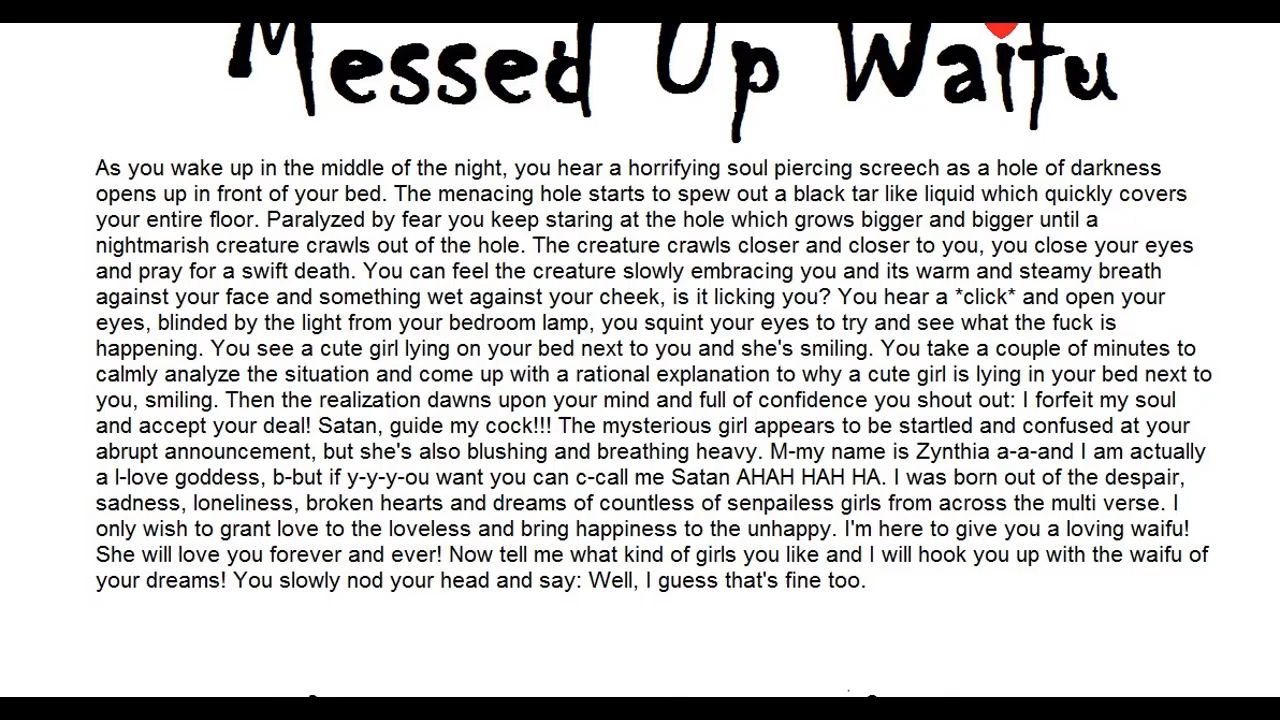 Messed Up Waifu
As you wake up in the middle of the night, you hear a horrifying soul piercing screech as a hole of darkness
opens up in front of your bed. The menacing hole starts to spew out a black tar like liquid which quickly covers
your entire floor. Paralyzed by fear you keep staring at the hole which grows bigger and bigger until a
nightmarish creature crawls out of the hole. The creature crawls closer and closer to you, you close your eyes
and pray for a swift death. You can feel the creature slowly embracing you and its warm and steamy breath
against your face and something wet against your cheek, is it licking you? You hear a *click* and open your
eyes, blinded by the light from your bedroom lamp, you squint your eyes to try and see what the fuck is
happening. You see a cute girl lying on your bed next to you and she's smiling. You take a couple of minutes to
calmly analyze the situation and come up with a rational explanation to why a cute girl is lying in your bed next to
you, smiling. Then the realization dawns upon your mind and full of confidence you shout out: I forfeit my soul
and accept your deal! Satan, guide my cock!!! The mysterious girl appears to be startled and confused at your
abrupt announcement, but she's also blushing and breathing heavy. M-my name is Zynthia a-a-and I am actually
a l-love goddess, b-but if y-y-y-ou want you can c-call me Satan AHAH HAH HA. I was born out of the despair,
sadness, loneliness, broken hearts and dreams of countless of senpailess girls from across the multi verse. I
only wish to grant love to the loveless and bring happiness to the unhappy. I'm here to give you a loving waifu!
She will love you forever and ever! Now tell me what kind of girls you like and I will hook you up with the waifu of
your dreams! You slowly nod your head and say: Well, I guess that's fine too.